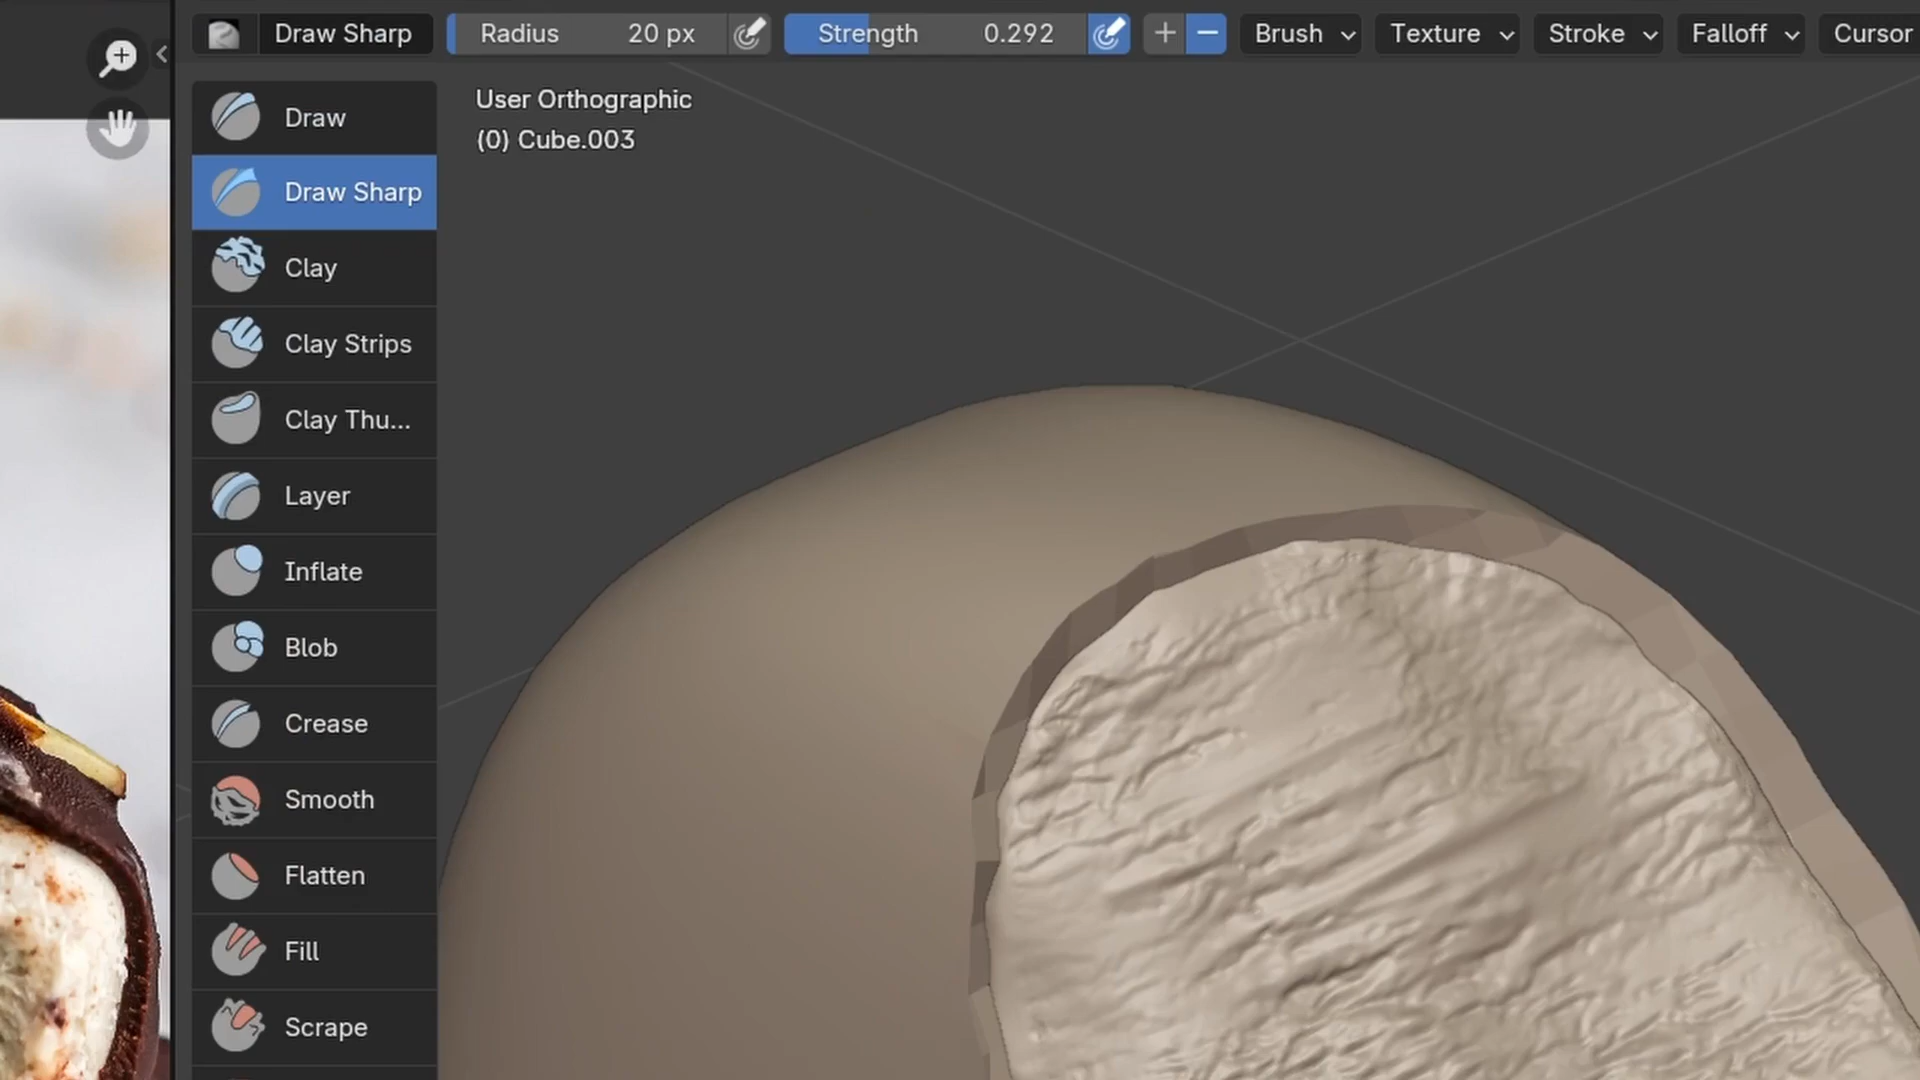 Draw Sharp Radius 20 px Strength 0.292 Brush Texture Stroke Falloff Cursor
User Orthographic
(0) Cube.003
Draw
Draw Sharp
Clay
Clay Strips
Clay Thu...
Layer
Inflate
Blob
Crease
Smooth
Flatten
Fill
Scrape